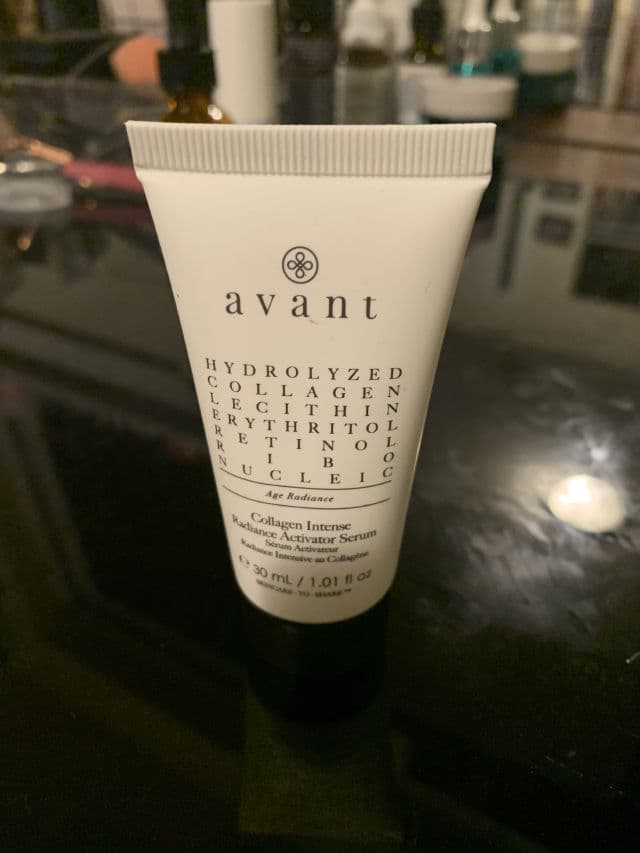 avant
HYDROLYZED
COLLAGEN
LECITHIN
ERYTHRITOL
RETINOL
RIBO
NUCLEIC
Age Radiance
Collagen Intense
Radiance Activator Serum
Sérum Activateur
Radiance Intensive au Collagène
℮ 30 mL / 1.01 fl oz
SKINCARE-TO-SHARE™